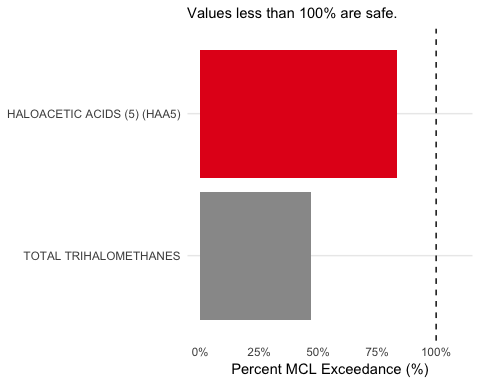 Values less than 100% are safe.
HALOACETIC ACIDS (5) (HAA5)
TOTAL TRIHALOMETHANES
0% 25% 50% 75% 100%
Percent MCL Exceedance (%)